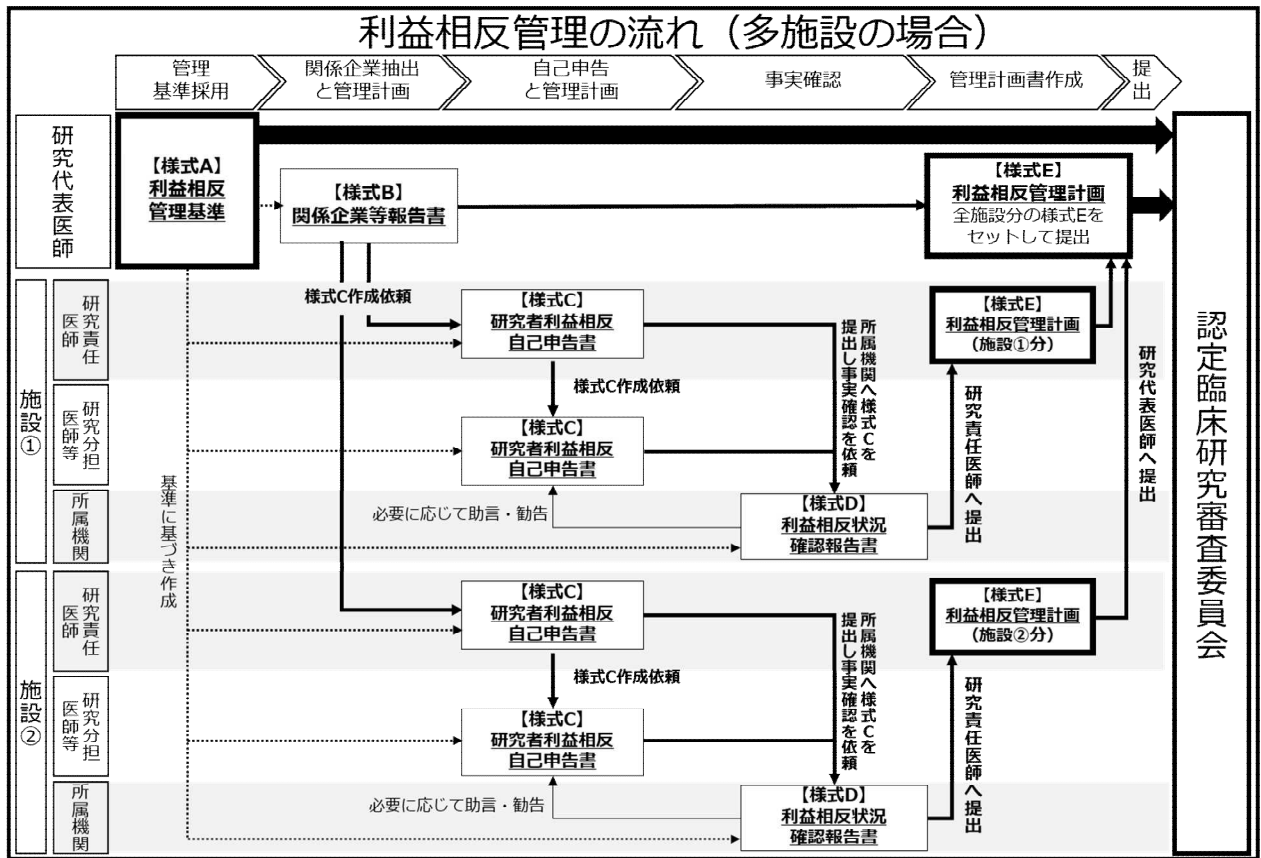 利益相反管理の流れ（多施設の場合）
管理
基準採用
関係企業抽出
と管理計画
自己申告
と管理計画
事実確認
管理計画書作成
提出
研究代表医師
【様式A】
利益相反
管理基準
【様式B】
関係企業等報告書
【様式E】
利益相反管理計画
全施設分の様式Eを
セットして提出
認定臨床研究審査委員会
施設①
研究責任
医師
様式C作成依頼
【様式C】
研究者利益相反
自己申告書
所属機関へ様式Cを
提出し事実確認を依頼
【様式E】
利益相反管理計画
(施設①分)
研究代表医師へ提出
様式C作成依頼
研究分担
医師等
【様式C】
研究者利益相反
自己申告書
研究責任医師へ提出
基準に基づき作成
所属機関
必要に応じて助言・勧告
【様式D】
利益相反状況
確認報告書
施設②
研究責任
医師
【様式C】
研究者利益相反
自己申告書
所属機関へ様式Cを
提出し事実確認を依頼
【様式E】
利益相反管理計画
(施設②分)
様式C作成依頼
研究分担
医師等
【様式C】
研究者利益相反
自己申告書
研究責任医師へ提出
所属機関
必要に応じて助言・勧告
【様式D】
利益相反状況
確認報告書